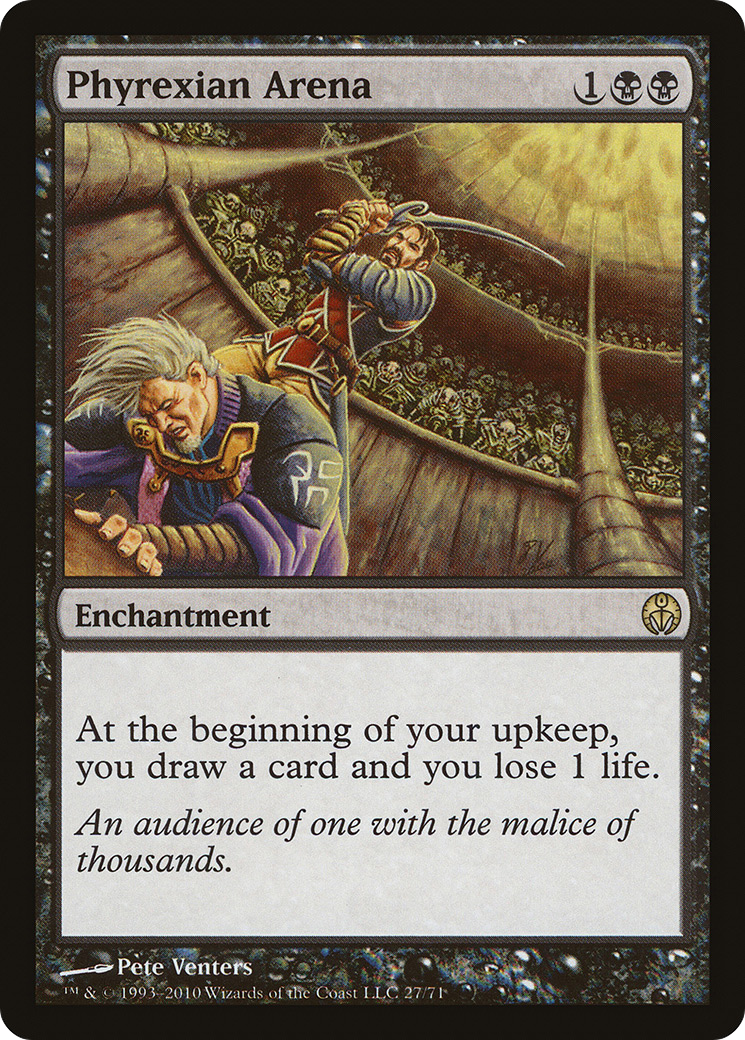 Phyrexian Arena 1
Enchantment
At the beginning of your upkeep,
you draw a card and you lose 1 life.
An audience of one with the malice of
thousands.
Pete Venters
™ & © 1993–2010 Wizards of the Coast LLC 27/71